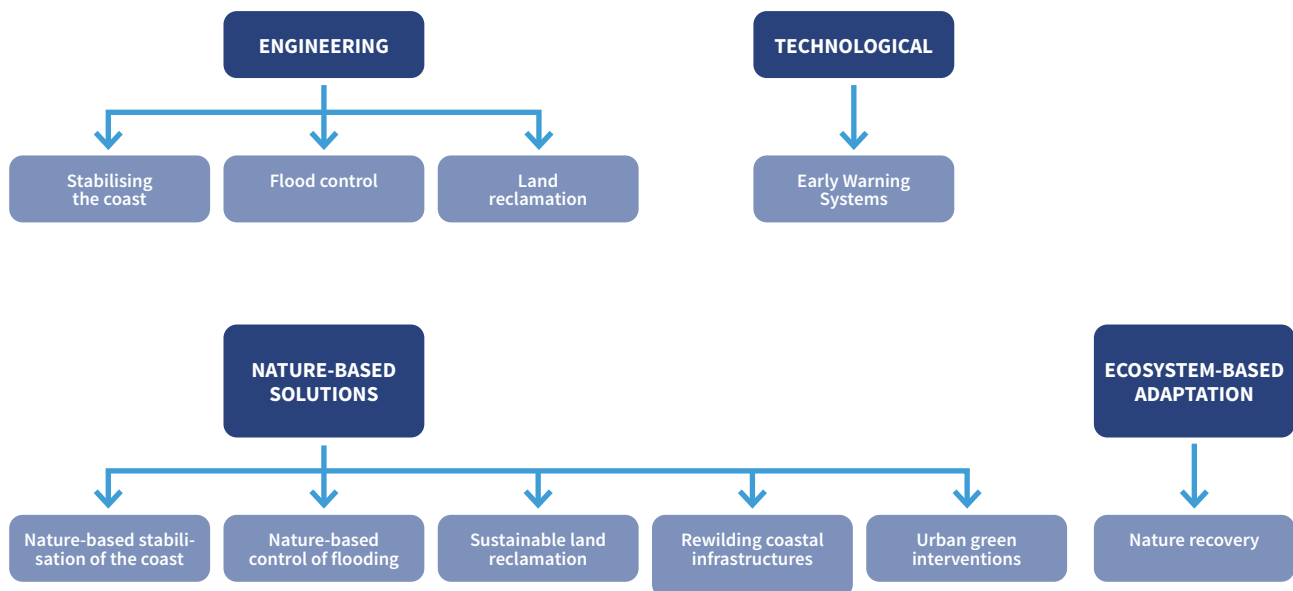 ENGINEERING
TECHNOLOGICAL
Stabilising
the coast
Flood control
Land
reclamation
Early Warning
Systems
NATURE-BASED
SOLUTIONS
ECOSYSTEM-BASED
ADAPTATION
Nature-based stabili-
sation of the coast
Nature-based
control of flooding
Sustainable land
reclamation
Rewilding coastal
infrastructures
Urban green
interventions
Nature recovery